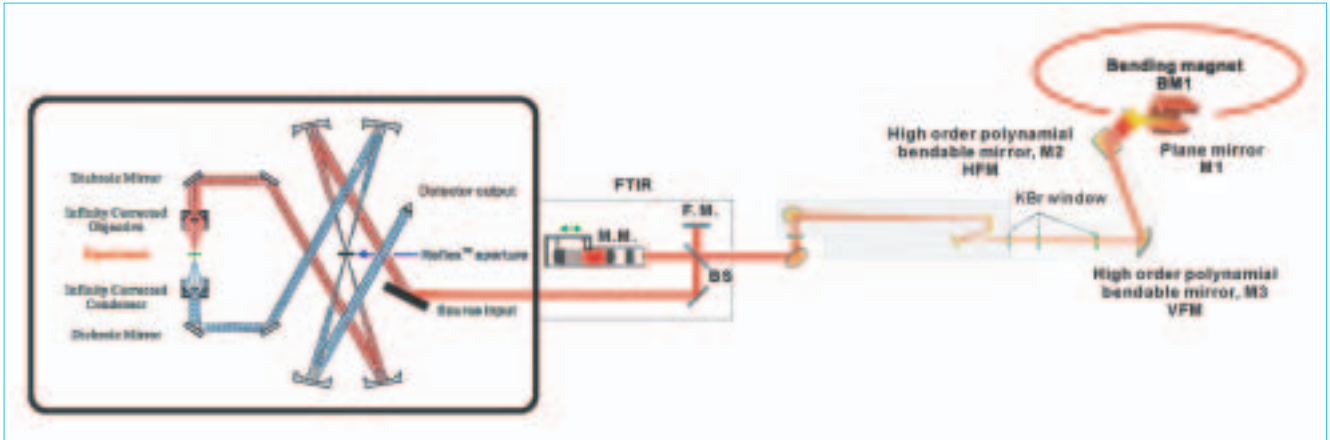 Bending magnet
BM1
High order polynamial
bendable mirror, M2
HFM
Plane mirror
M1
Dichroic Mirror
Detector output
FTIR
KBr window
Infinity Corrected
Objective
F.M.
M.M.
Specimen
Reflex™ aperture
BS
Infinity Corrected
Condenser
Source input
High order polynamial
bendable mirror, M3
VFM
Dichroic Mirror